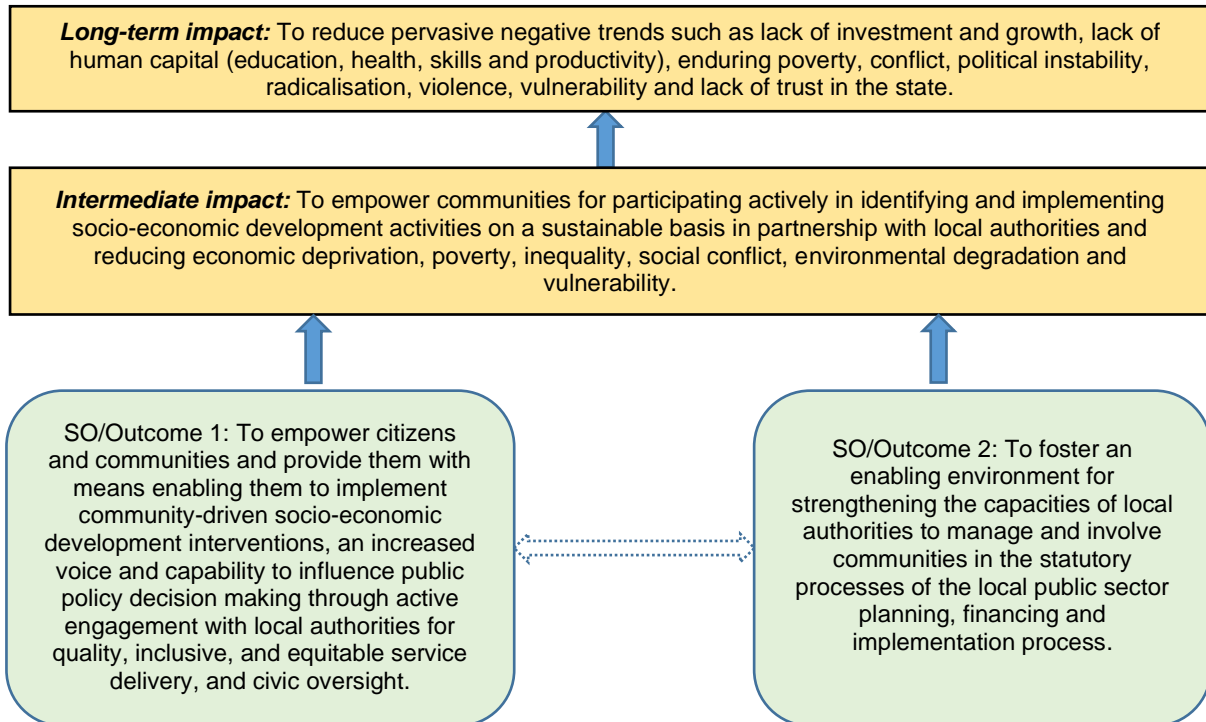 Long-term impact: To reduce pervasive negative trends such as lack of investment and growth, lack of
human capital (education, health, skills and productivity), enduring poverty, conflict, political instability,
radicalisation, violence, vulnerability and lack of trust in the state.
Intermediate impact: To empower communities for participating actively in identifying and implementing
socio-economic development activities on a sustainable basis in partnership with local authorities and
reducing economic deprivation, poverty, inequality, social conflict, environmental degradation and
vulnerability.
SO/Outcome 1: To empower citizens
and communities and provide them with
means enabling them to implement
community-driven socio-economic
development interventions, an increased
voice and capability to influence public
policy decision making through active
engagement with local authorities for
quality, inclusive, and equitable service
delivery, and civic oversight.
SO/Outcome 2: To foster an
enabling environment for
strengthening the capacities of local
authorities to manage and involve
communities in the statutory
processes of the local public sector
planning, financing and
implementation process.